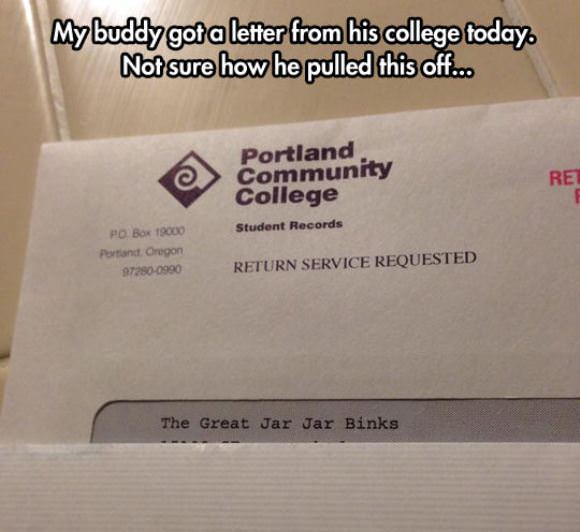 My buddy got a letter from his college today.
Not sure how he pulled this off...
Portland
Community
College
Student Records
P.O. Box 19000
Portland, Oregon
97280-0990
RETURN SERVICE REQUESTED
RET
The Great Jar Jar Binks